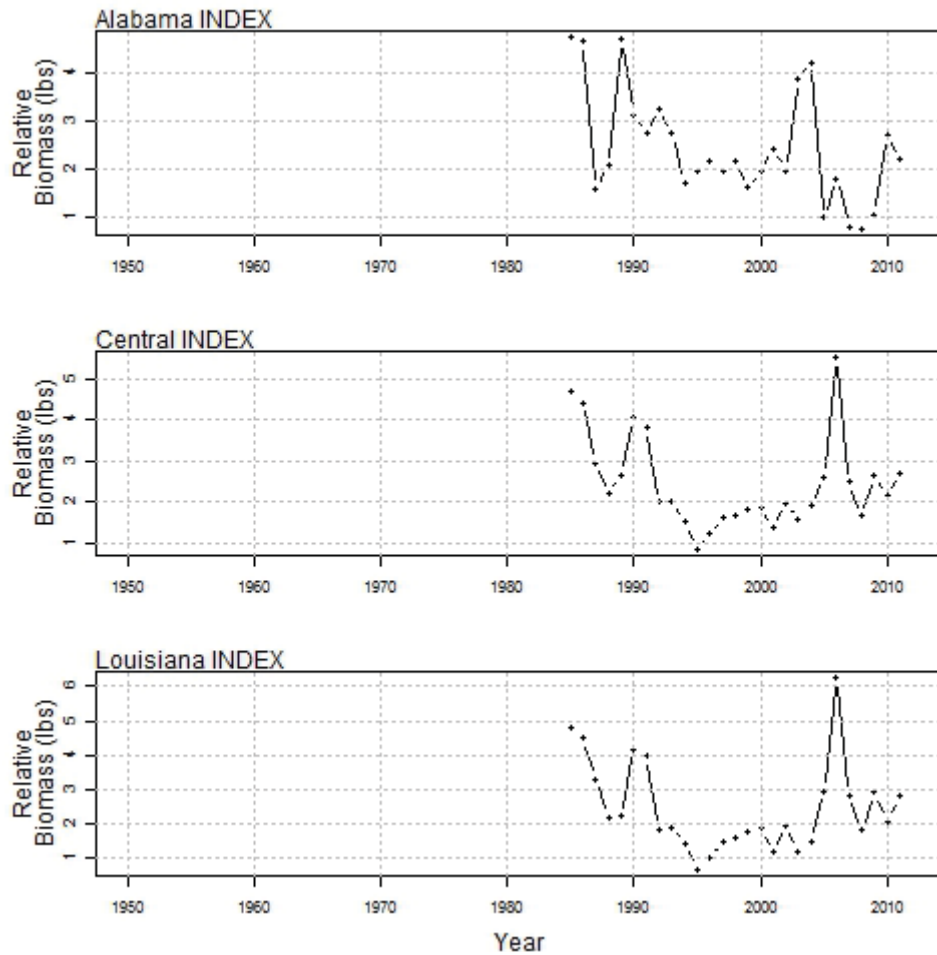 Alabama INDEX
Relative
Biomass (lbs)
4
3
2
1
1950 1960 1970 1980 1990 2000 2010
Central INDEX
Relative
Biomass (lbs)
5
4
3
2
1
1950 1960 1970 1980 1990 2000 2010
Louisiana INDEX
Relative
Biomass (lbs)
6
5
4
3
2
1
1950 1960 1970 1980 1990 2000 2010
Year